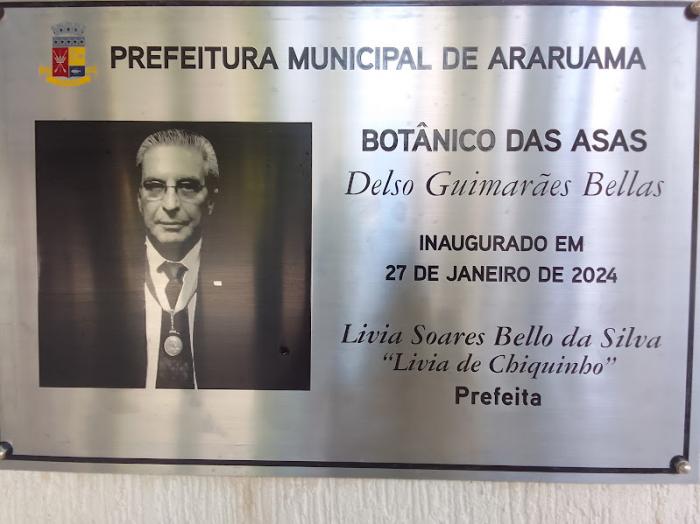 PREFEITURA MUNICIPAL DE ARARUAMA
BOTÂNICO DAS ASAS
Delso Guimarães Bellas
INAUGURADO EM
27 DE JANEIRO DE 2024
Livia Soares Bello da Silva
“Livia de Chiquinho”
Prefeita